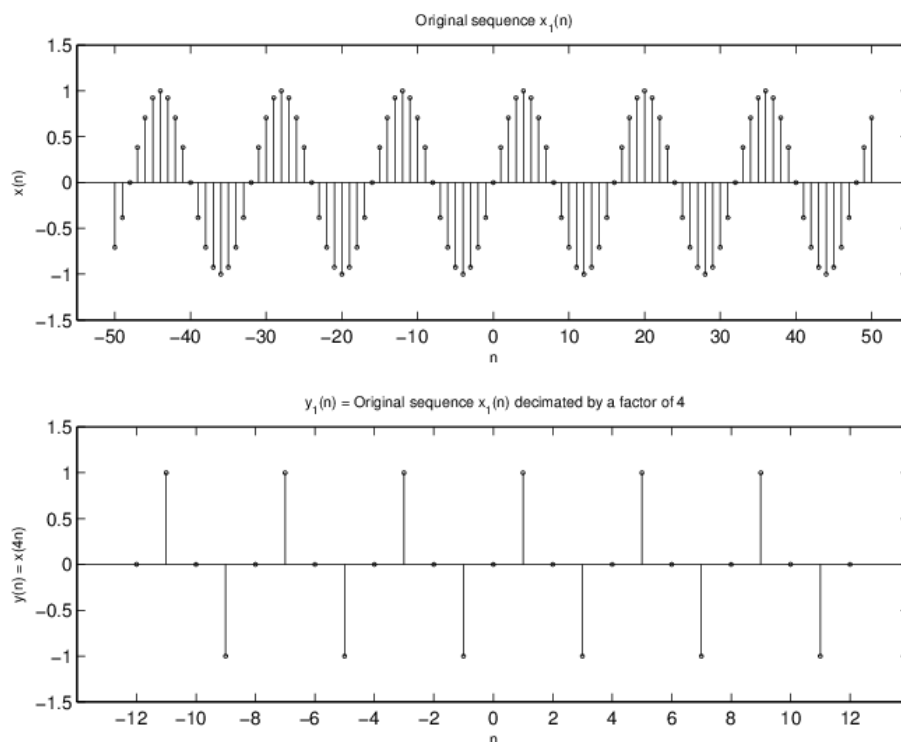 Original sequence x₁(n)
1.5
1
0.5
0
−0.5
−1
−1.5
x(n)
−50 −40 −30 −20 −10 0 10 20 30 40 50
n
y₁(n) = Original sequence x₁(n) decimated by a factor of 4
1.5
1
0.5
0
−0.5
−1
−1.5
y(n) = x(4n)
−12 −10 −8 −6 −4 −2 0 2 4 6 8 10 12
n